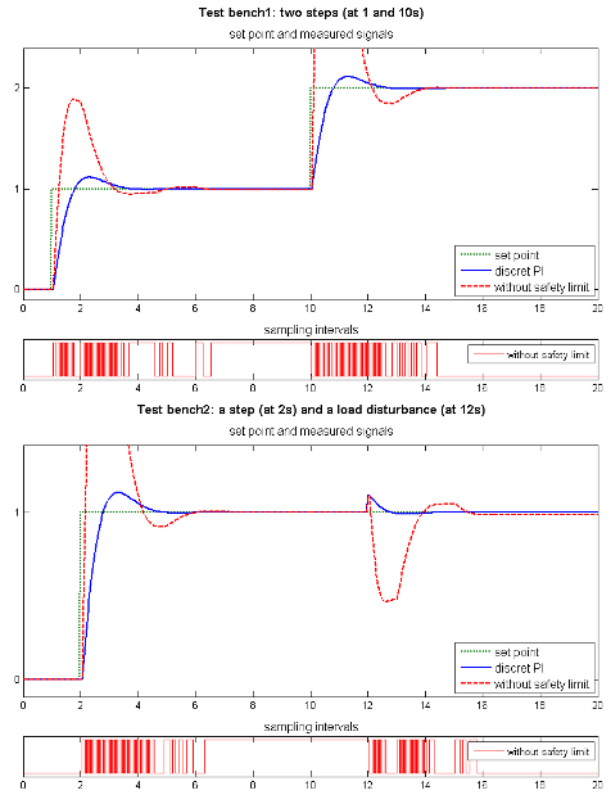 Test bench1: two steps (at 1 and 10s)
set point and measured signals
2
1
0
set point
discret PI
without safety limit
0 2 4 6 8 10 12 14 16 18 20
sampling intervals
without safety limit
0 2 4 6 8 10 12 14 16 18 20
Test bench2: a step (at 2s) and a load disturbance (at 12s)
set point and measured signals
1
0
set point
discret PI
without safety limit
0 2 4 6 8 10 12 14 16 18 20
sampling intervals
without safety limit
0 2 4 6 8 10 12 14 16 18 20